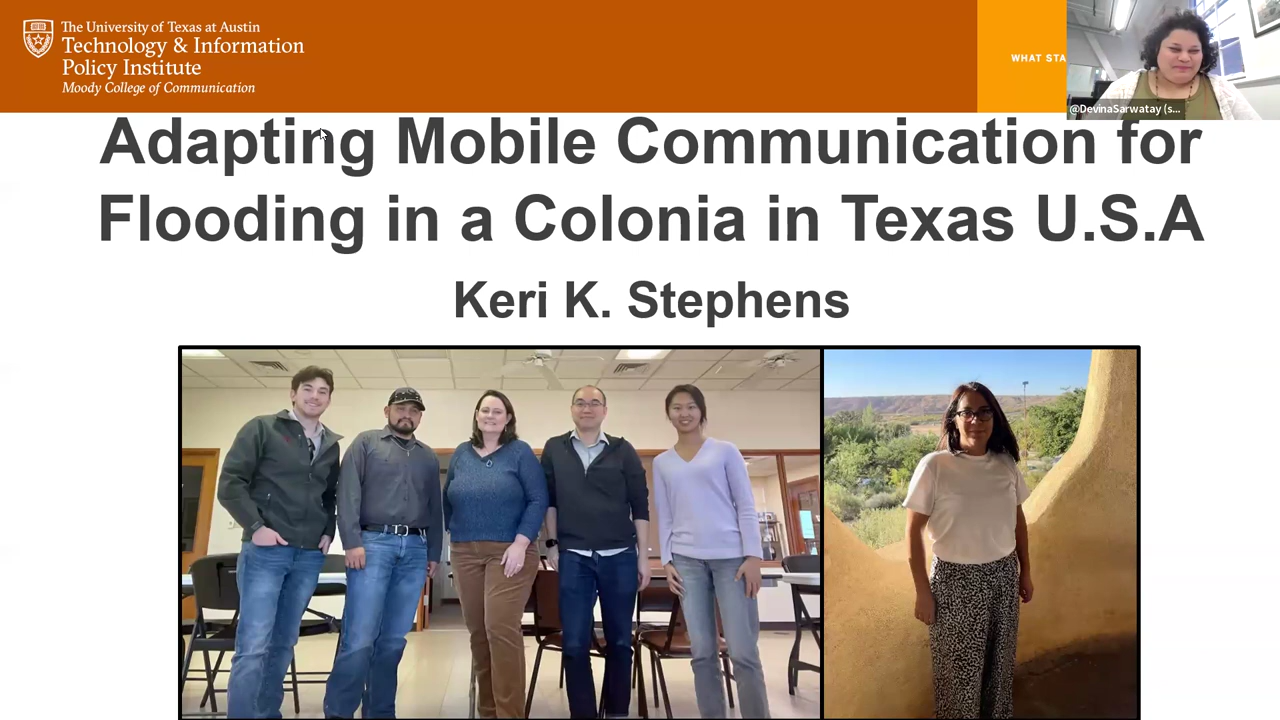 The University of Texas at Austin
Technology & Information
Policy Institute
Moody College of Communication
WHAT STA
@DevinaSarwatay (s...
Adapting Mobile Communication for
Flooding in a Colonia in Texas U.S.A
Keri K. Stephens